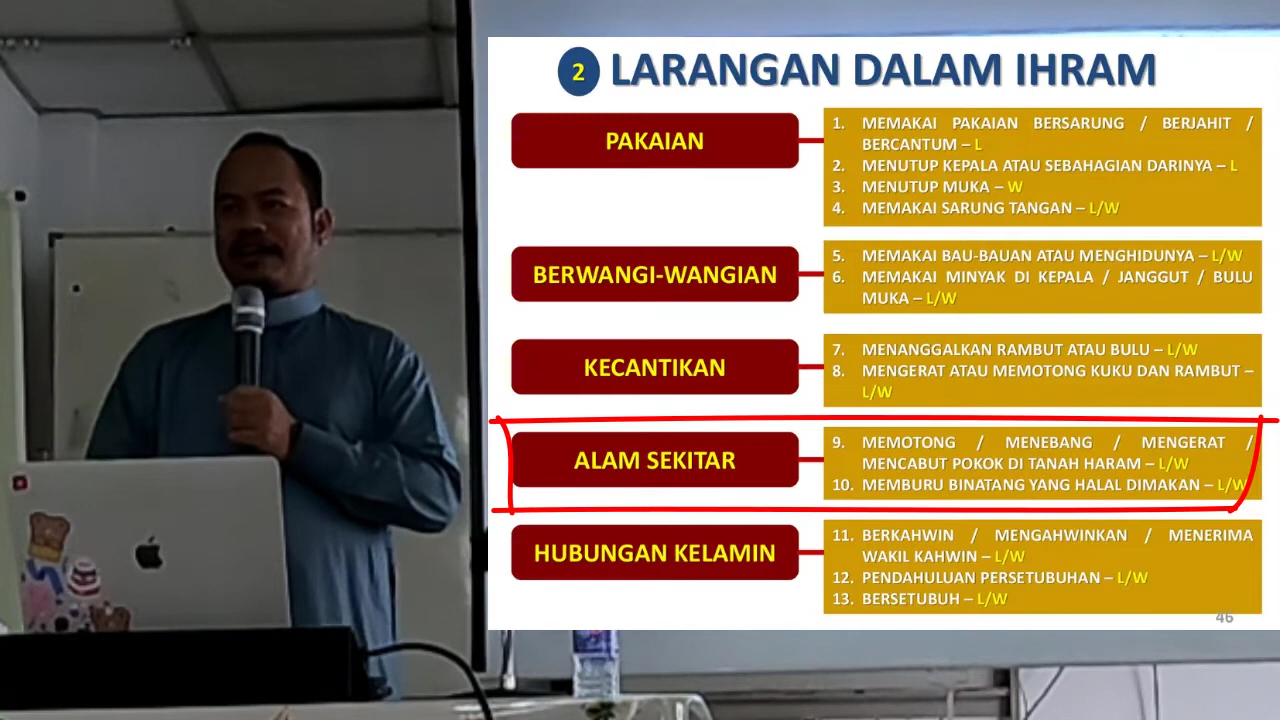 2 LARANGAN DALAM IHRAM
PAKAIAN
1. MEMAKAI PAKAIAN BERSARUNG / BERJAHIT /
BERCANTUM – L
2. MENUTUP KEPALA ATAU SEBAHAGIAN DARINYA – L
3. MENUTUP MUKA – W
4. MEMAKAI SARUNG TANGAN – L/W
BERWANGI-WANGIAN
5. MEMAKAI BAU-BAUAN ATAU MENGHIDUNYA – L/W
6. MEMAKAI MINYAK DI KEPALA / JANGGUT / BULU
MUKA – L/W
KECANTIKAN
7. MENANGGALKAN RAMBUT ATAU BULU – L/W
8. MENGERAT ATAU MEMOTONG KUKU DAN RAMBUT –
L/W
ALAM SEKITAR
9. MEMOTONG / MENEBANG / MENGERAT /
MENCABUT POKOK DI TANAH HARAM – L/W
10. MEMBURU BINATANG YANG HALAL DIMAKAN – L/W
HUBUNGAN KELAMIN
11. BERKAHWIN / MENGAHWINKAN / MENERIMA
WAKIL KAHWIN – L/W
12. PENDAHULUAN PERSETUBUHAN – L/W
13. BERSETUBUH – L/W
46